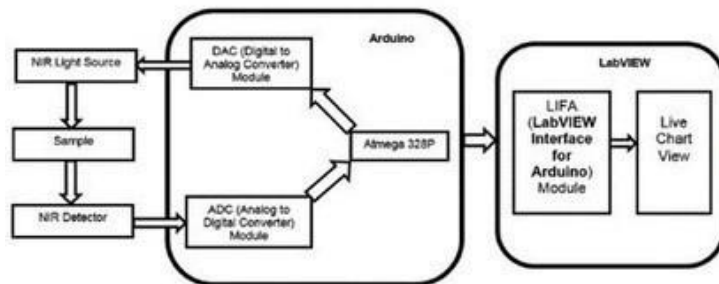 Arduino
DAC (Digital to
Analog Converter)
Module
NIR Light Source
Sample
NIR Detector
ADC (Analog to
Digital Converter)
Module
Atmega 328P
LabVIEW
LIFA
(LabVIEW
Interface
for
Arduino)
Module
Live
Chart
View